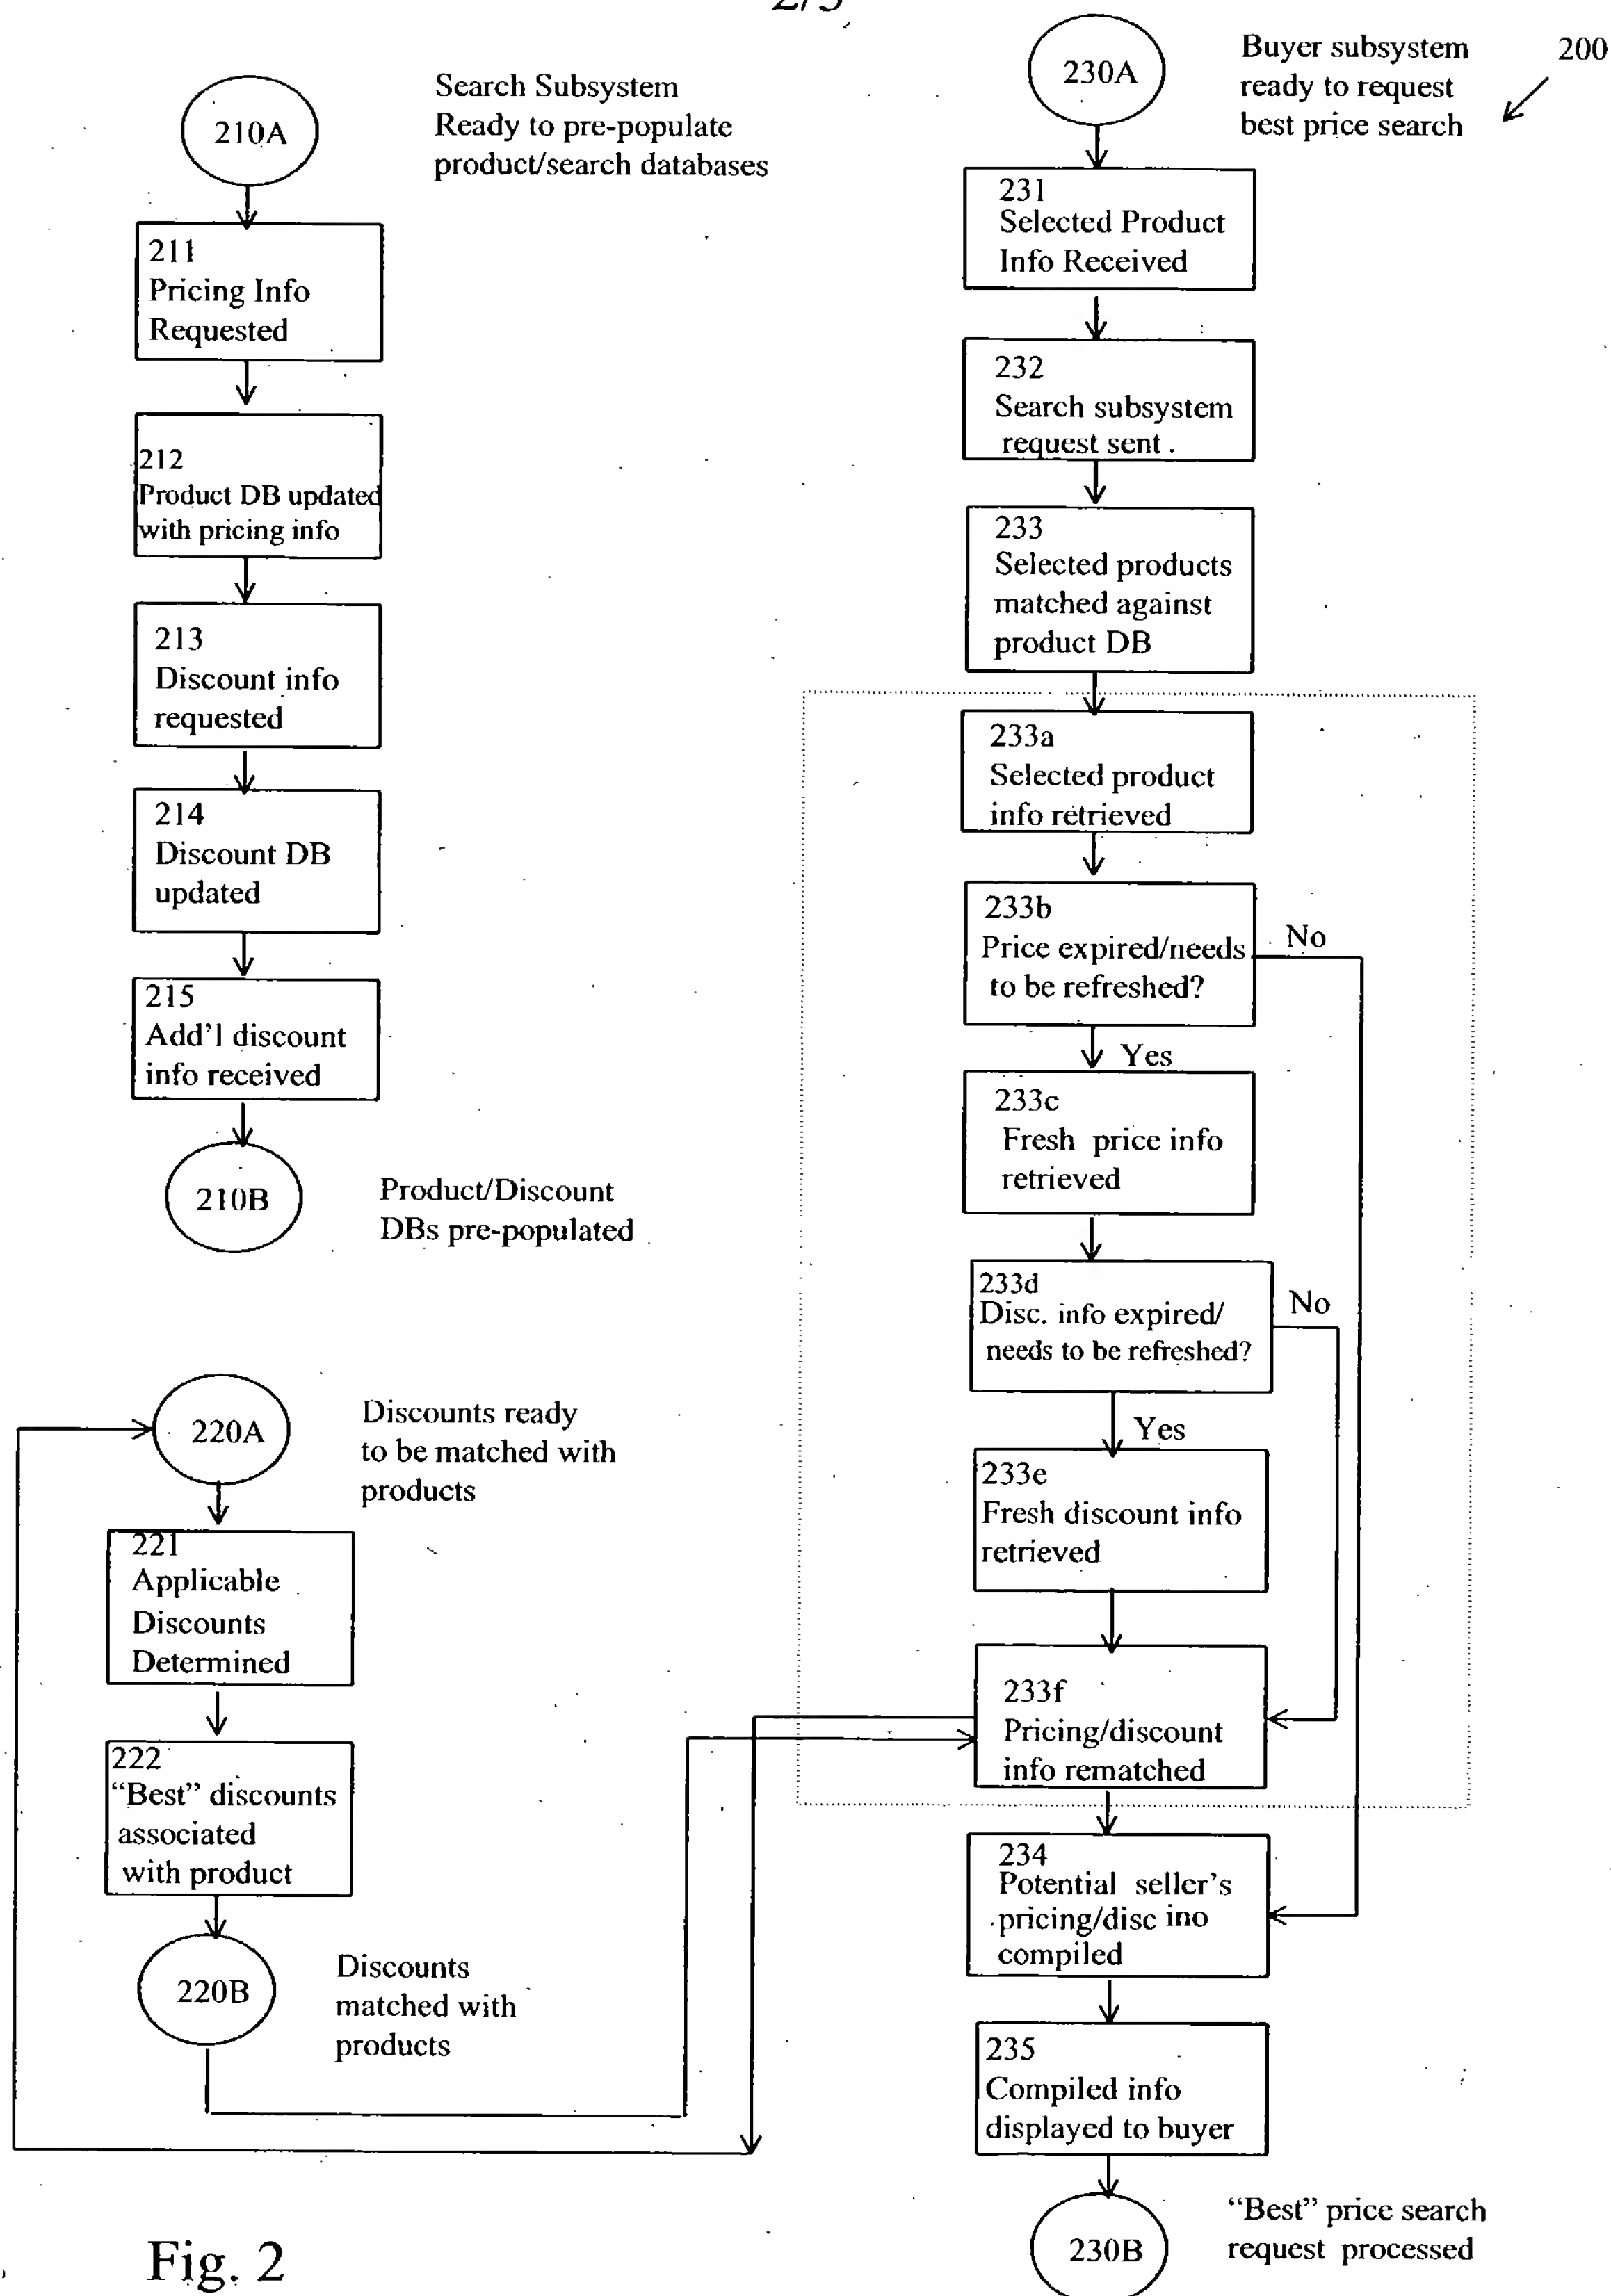 2/3
210A
Search Subsystem
Ready to pre-populate
product/search databases
211
Pricing Info
Requested
212
Product DB updated
with pricing info
213
Discount info
requested
214
Discount DB
updated
215
Add'l discount
info received
210B
Product/Discount
DBs pre-populated
220A
Discounts ready
to be matched with
products
221
Applicable
Discounts
Determined
222
“Best” discounts
associated
with product
220B
Discounts
matched with
products
Fig. 2
230A
Buyer subsystem
ready to request
best price search
200
231
Selected Product
Info Received
232
Search subsystem
request sent .
233
Selected products
matched against
product DB
233a
Selected product
info retrieved
233b
Price expired/needs
to be refreshed?
No
Yes
233c
Fresh price info
retrieved
233d
Disc. info expired/
needs to be refreshed?
No
Yes
233e
Fresh discount info
retrieved
233f
Pricing/discount
info rematched
234
Potential seller's
pricing/disc ino
compiled
235
Compiled info
displayed to buyer
230B
“Best” price search
request processed